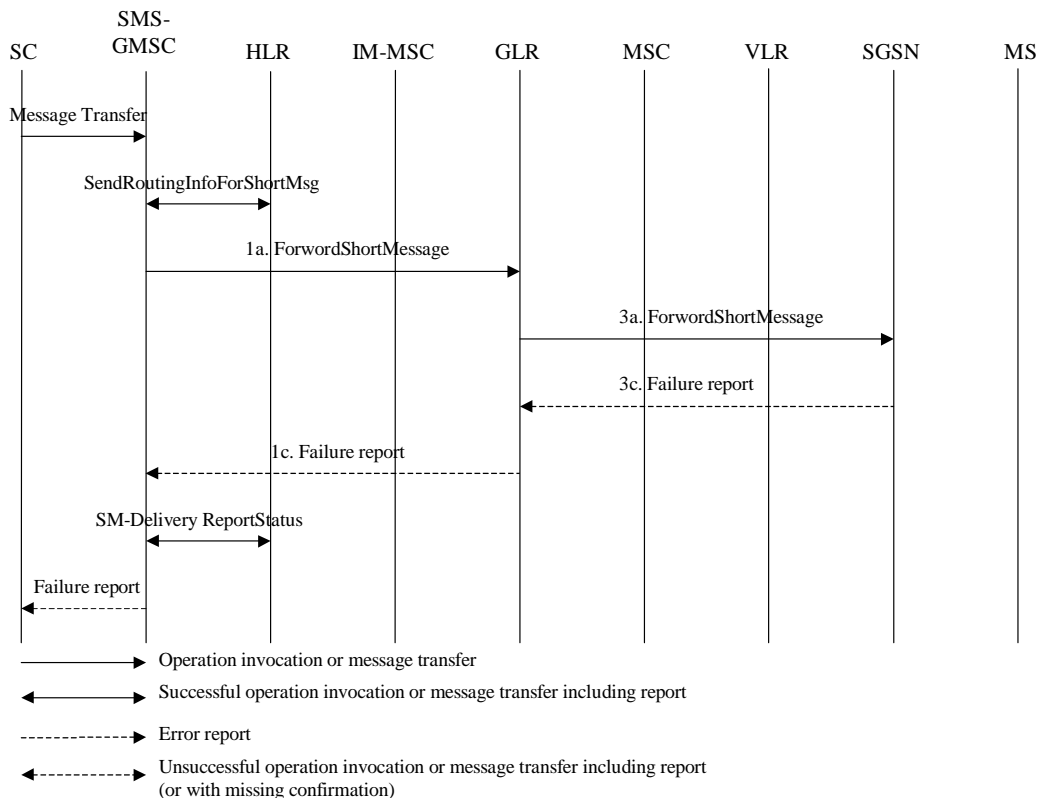 SMS-
GMSC
SC HLR IM-MSC GLR MSC VLR SGSN MS
Message Transfer
SendRoutingInfoForShortMsg
1a. ForwordShortMessage
3a. ForwordShortMessage
3c. Failure report
1c. Failure report
SM-Delivery ReportStatus
Failure report
Operation invocation or message transfer
Successful operation invocation or message transfer including report
Error report
Unsuccessful operation invocation or message transfer including report
(or with missing confirmation)